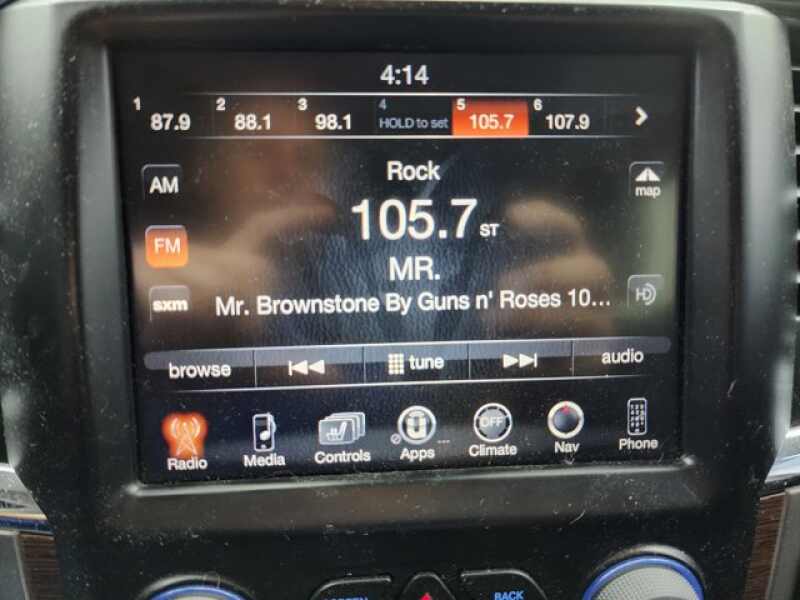 4:14
1 87.9 2 88.1 3 98.1 4 HOLD to set 5 105.7 6 107.9
Rock
AM
map
105.7 ST
FM
MR.
sxm
Mr. Brownstone By Guns n' Roses 10...
HD
browse tune audio
OFF
Radio Media Controls Apps Climate Nav Phone
SCREEN BACK